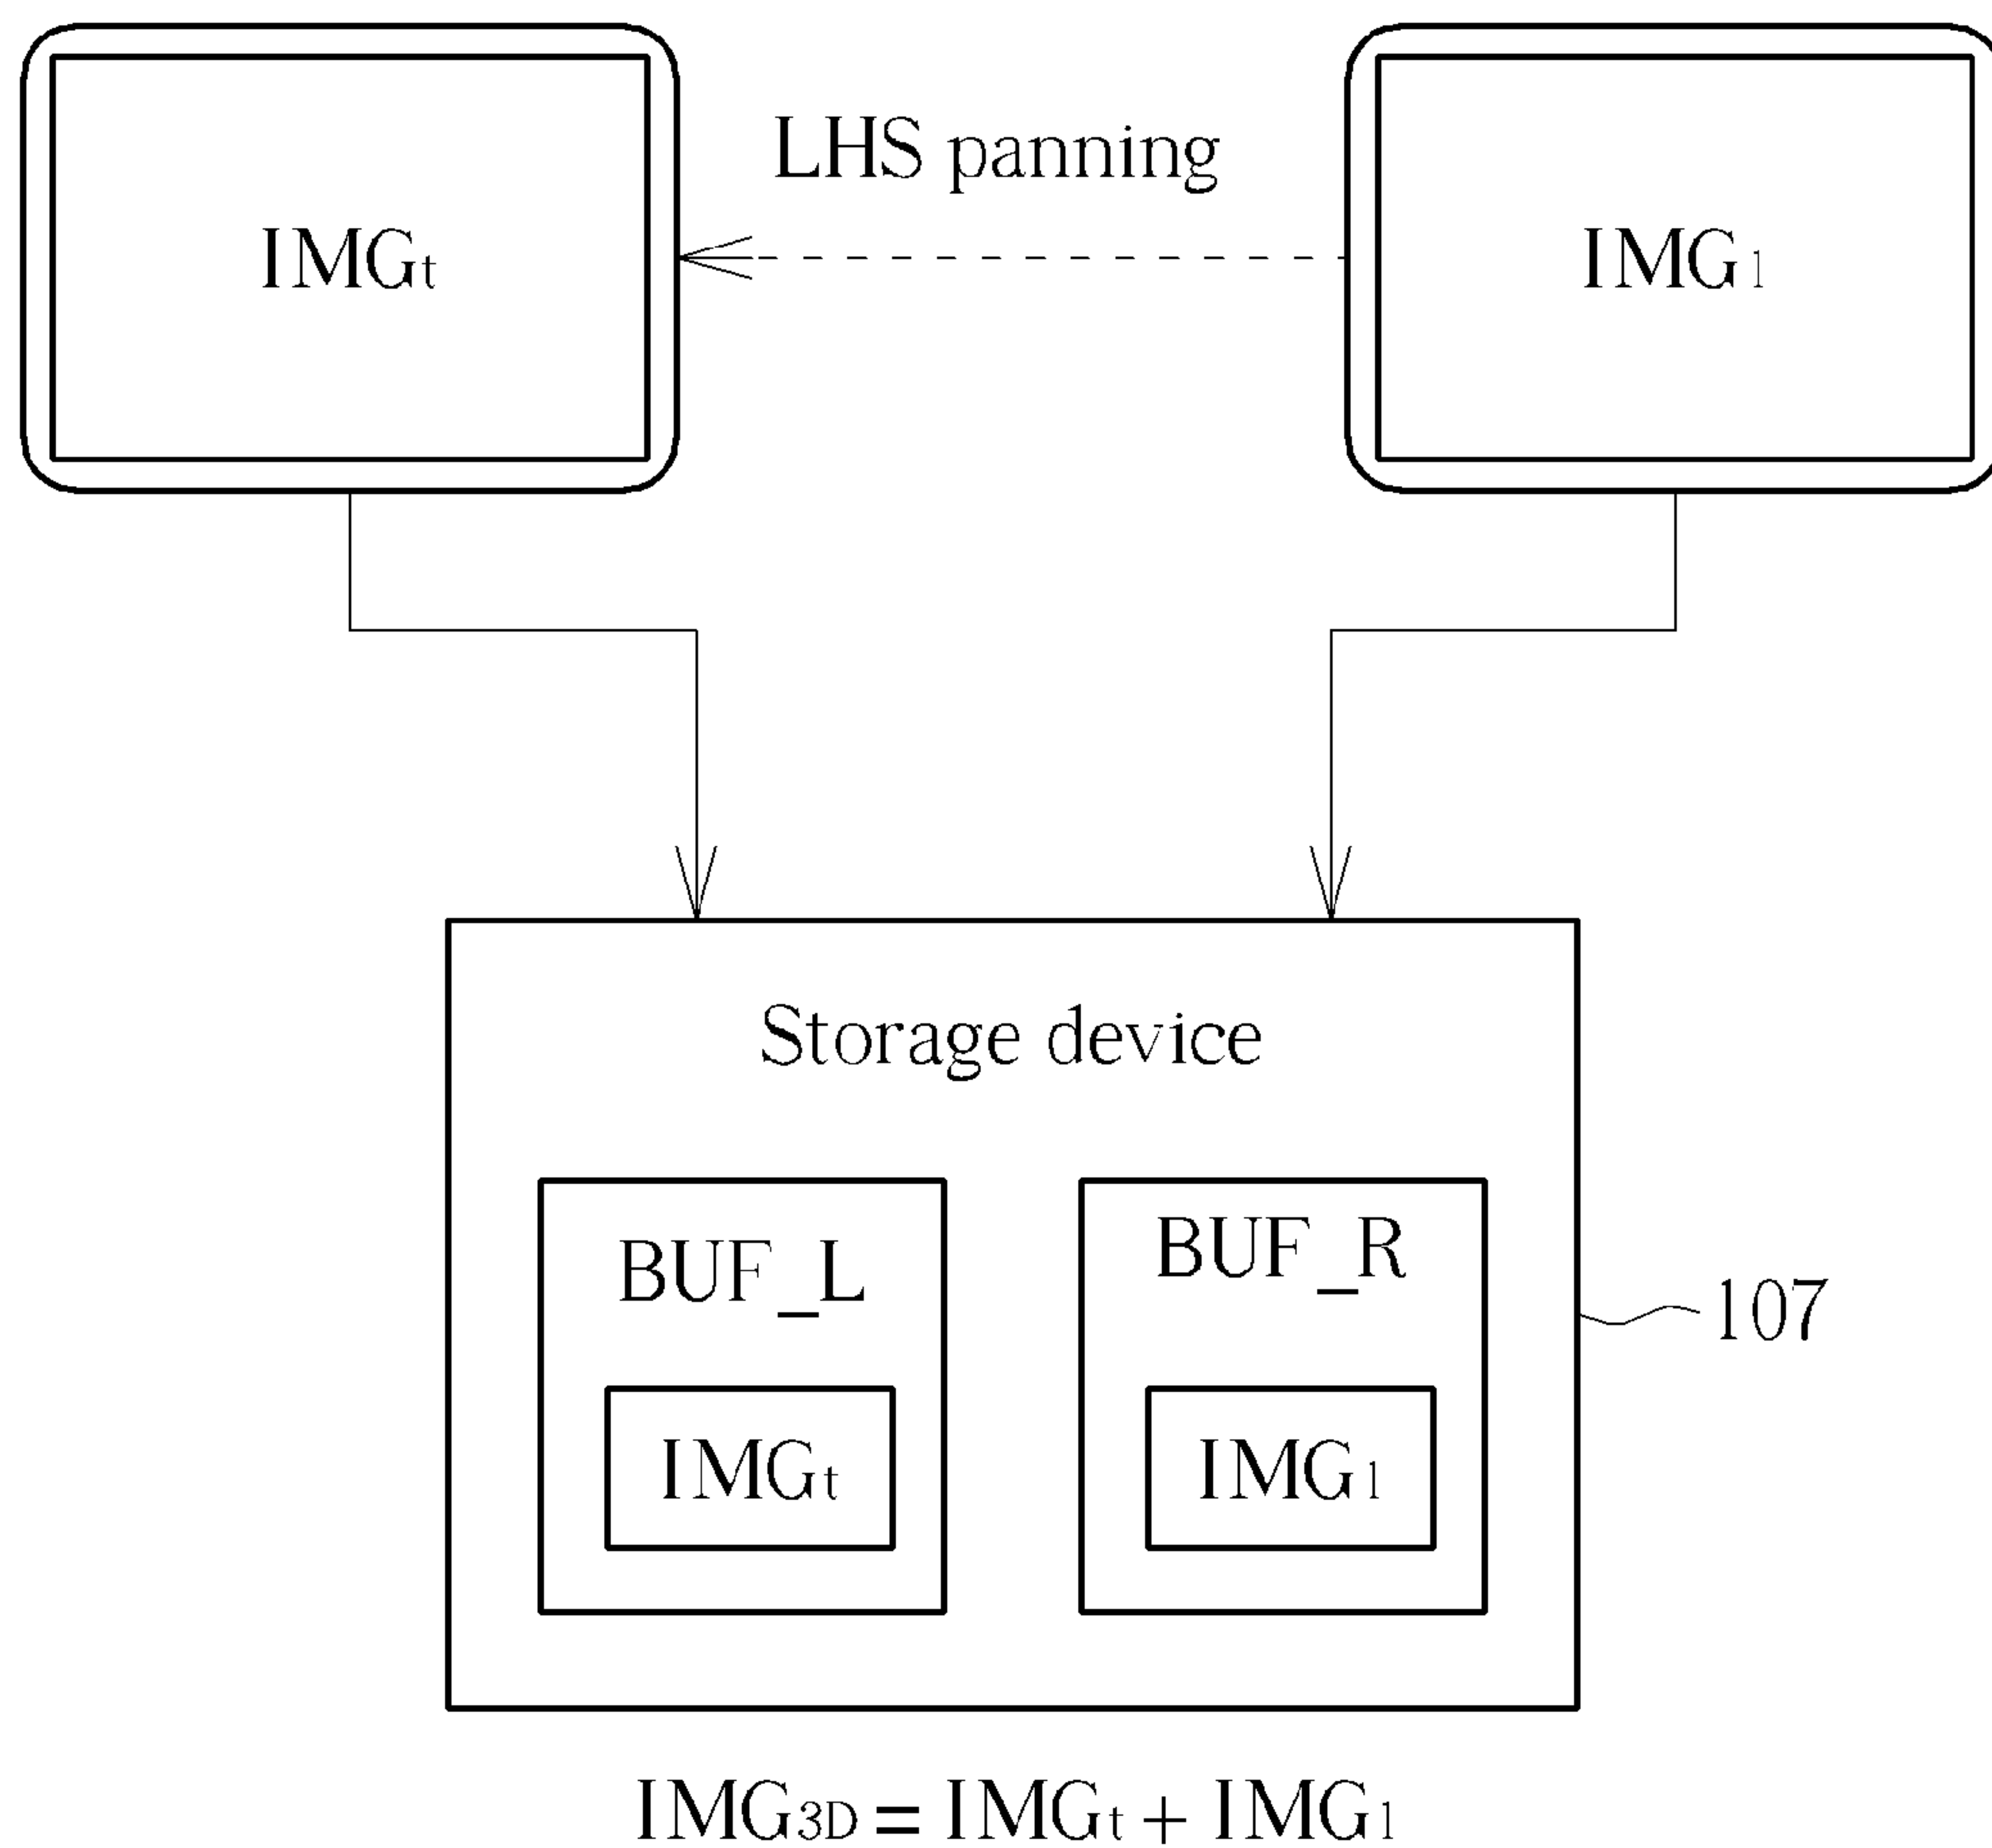 LHS panning
IMGt
IMG1
Storage device
BUF_L
BUF_R
107
IMGt
IMG1
IMG3D = IMGt + IMG1